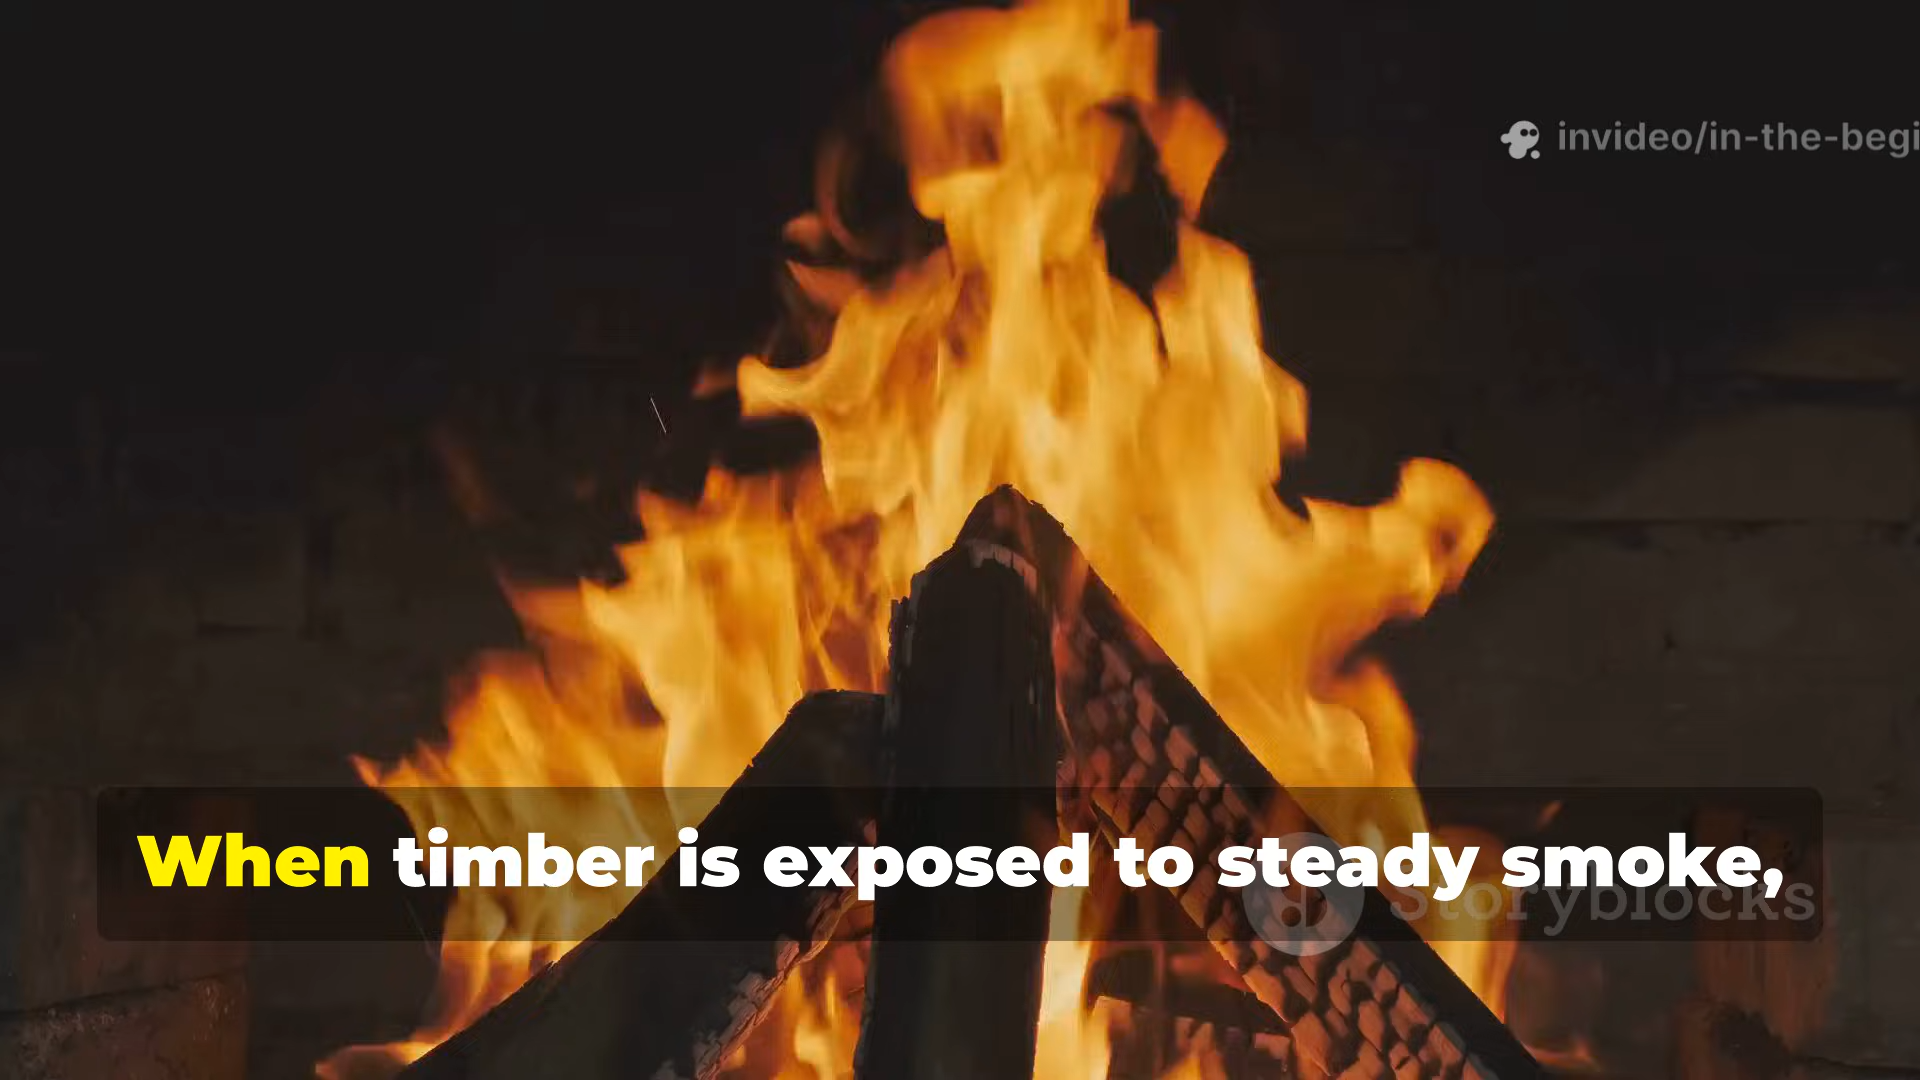 invideo/in-the-begi
When timber is exposed to steady smoke,
Storyblocks